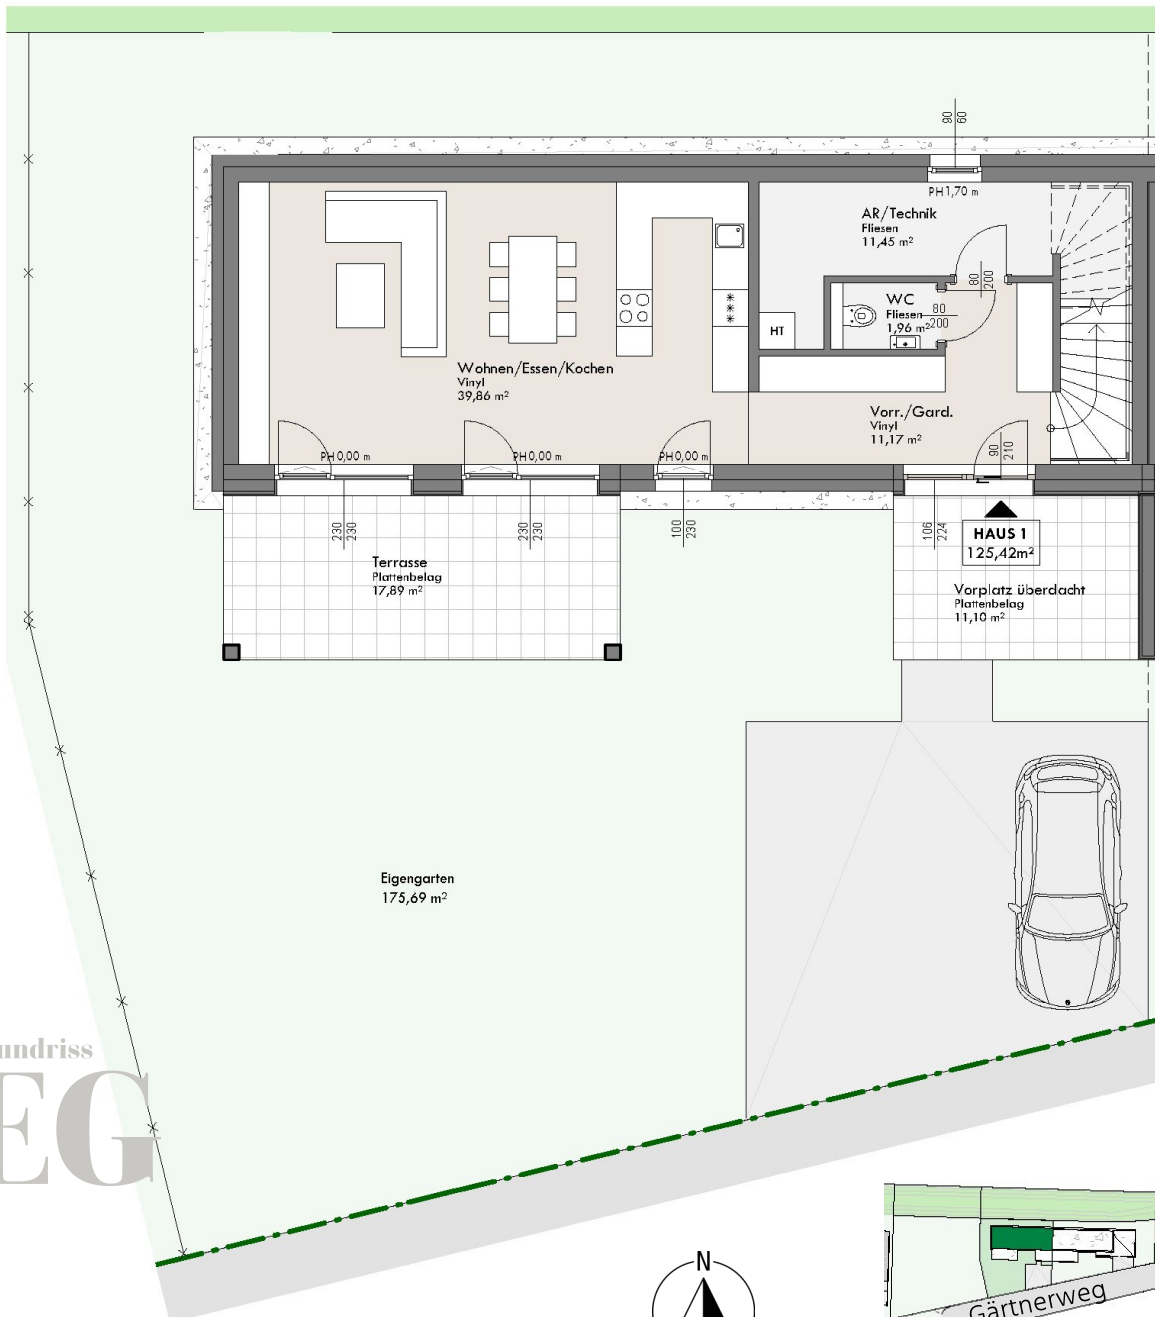 90
60
PH1,70 m
AR/Technik
Fliesen
11,45 m²
80
200
WC
Fliesen
1,96 m²
80
200
HT
Wohnen/Essen/Kochen
Vinyl
39,86 m²
Vorr./Gard.
Vinyl
11,17 m²
90
210
PH0,00 m
PH0,00 m
PH0,00 m
230
230
230
230
100
230
106
224
HAUS 1
125,42m²
Terrasse
Plattenbelag
17,89 m²
Vorplatz überdacht
Plattenbelag
11,10 m²
Eigengarten
175,69 m²
undriss
EG
N
Gärtnerweg